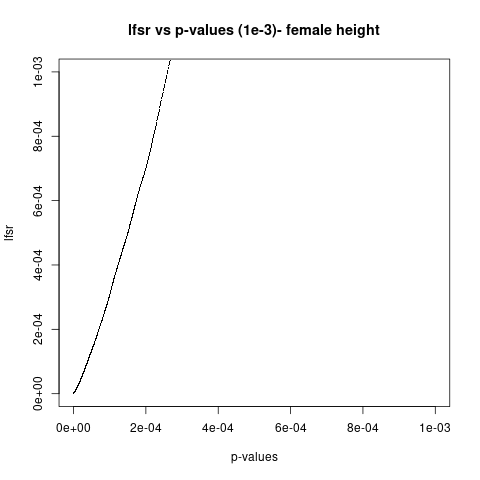 lfsr vs p-values (1e-3)- female height
lfsr
1e-03
8e-04
6e-04
4e-04
2e-04
0e+00
0e+00 2e-04 4e-04 6e-04 8e-04 1e-03
p-values